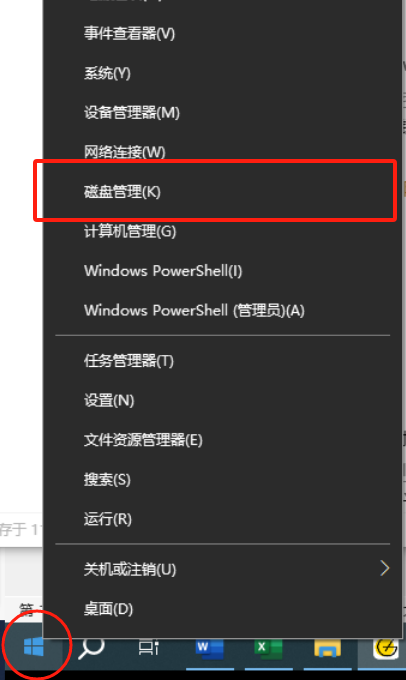 事件查看器(V)
系统(Y)
设备管理器(M)
网络连接(W)
磁盘管理(K)
计算机管理(G)
Windows PowerShell(I)
Windows PowerShell (管理员)(A)
任务管理器(T)
设置(N)
文件资源管理器(E)
搜索(S)
运行(R)
存于 1
关机或注销(U)
第
桌面(D)